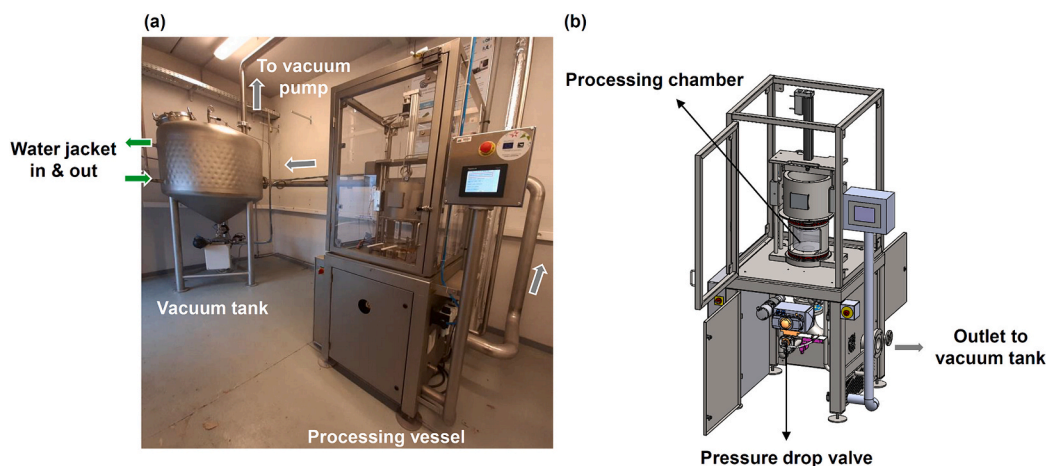 (a)
To vacuum
pump
Water jacket
in & out
Vacuum tank
Processing vessel
(b)
Processing chamber
Outlet to
vacuum tank
Pressure drop valve